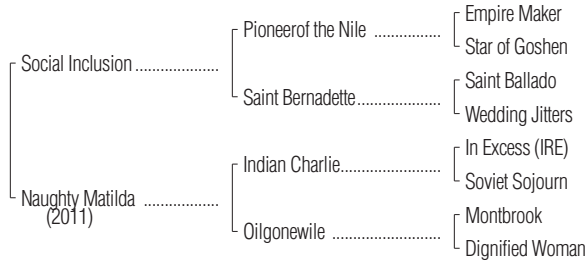 Empire Maker
Pioneerof the Nile ..................
Star of Goshen
Social Inclusion ...................
Saint Ballado
Saint Bernadette...................
Wedding Jitters
In Excess (IRE)
Indian Charlie.......................
Soviet Sojourn
Naughty Matilda .................
(2011)
Montbrook
Oilgonewile ........................
Dignified Woman